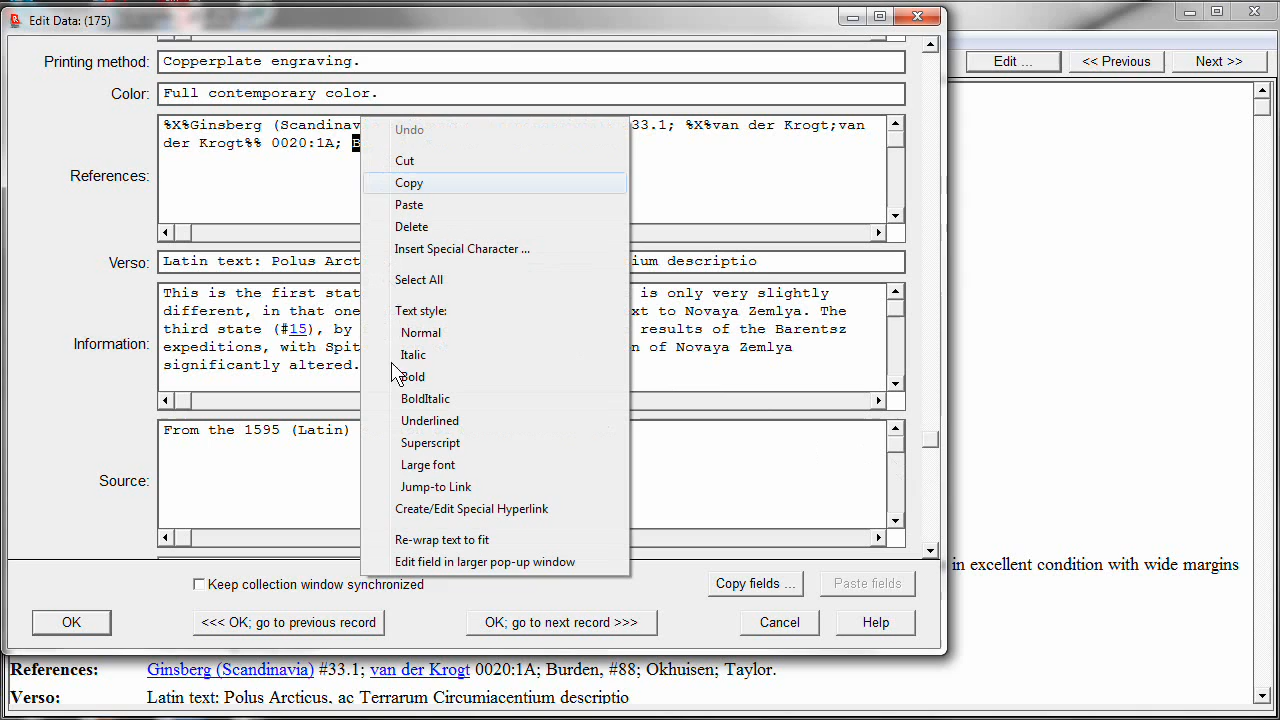 Edit Data: (175)
Edit ...
<< Previous
Next >>
Printing method:
Copperplate engraving.
Color:
Full contemporary color.
References:
%X%Ginsberg (Scandinav
33.1; %X%van der Krogt;van
der Krogt%% 0020:1A; B
Verso:
Latin text: Polus Arct
ium descriptio
Information:
This is the first stat
is only very slightly
different, in that one
xt to Novaya Zemlya. The
third state (#15), by
results of the Barentsz
expeditions, with Spit
n of Novaya Zemlya
significantly altered.
Source:
From the 1595 (Latin)
Undo
Cut
Copy
Paste
Delete
Insert Special Character ...
Select All
Text style:
Normal
Italic
Bold
BoldItalic
Underlined
Superscript
Large font
Jump-to Link
Create/Edit Special Hyperlink
Re-wrap text to fit
Edit field in larger pop-up window
in excellent condition with wide margins
Keep collection window synchronized
Copy fields ...
Paste fields
OK
<<< OK; go to previous record
OK; go to next record >>>
Cancel
Help
References: Ginsberg (Scandinavia) #33.1; van der Krogt 0020:1A; Burden, #88; Okhuisen; Taylor.
Verso: Latin text: Polus Arcticus, ac Terrarum Circumiacentium descriptio